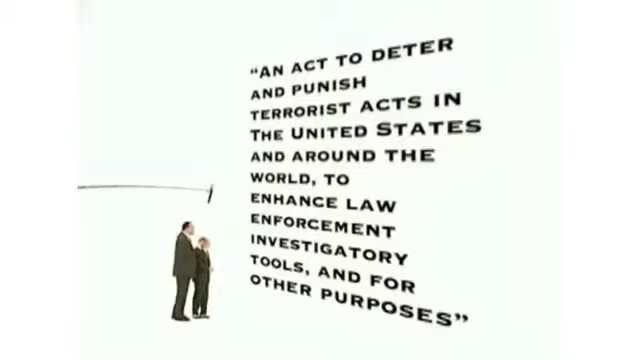 “AN ACT TO DETER
AND PUNISH
TERRORIST ACTS IN
THE UNITED STATES
AND AROUND THE
WORLD, TO
ENHANCE LAW
ENFORCEMENT
INVESTIGATORY
TOOLS, AND FOR
OTHER PURPOSES”